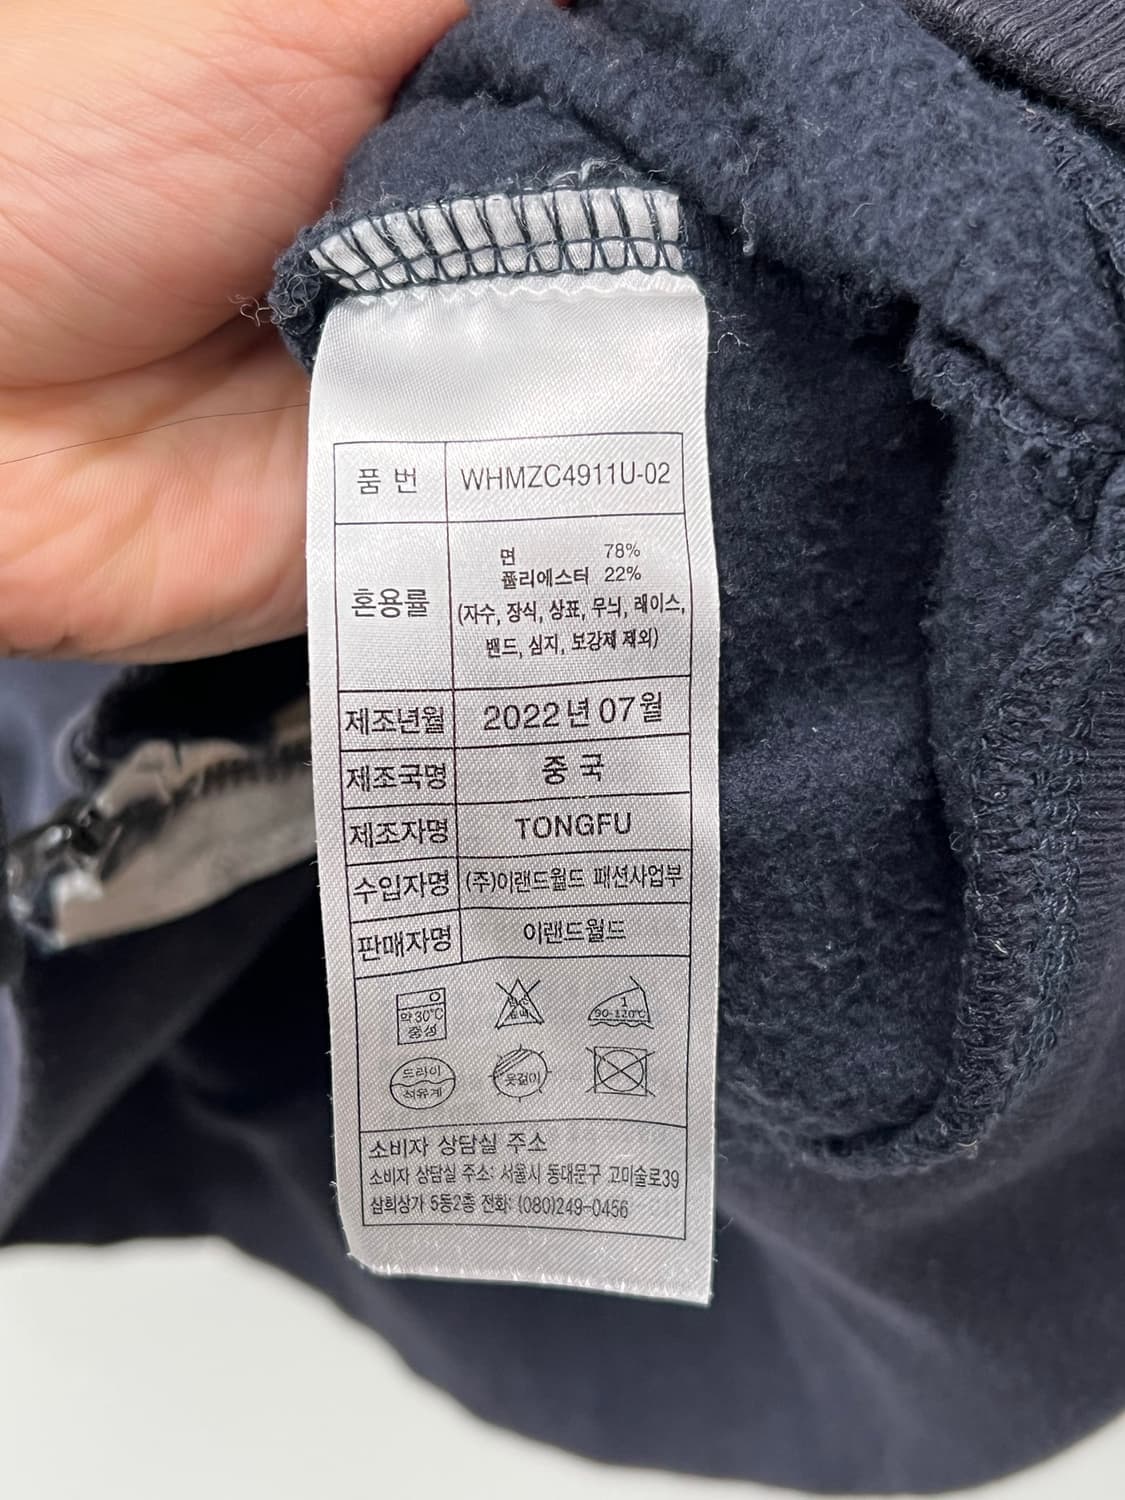 품 번 WHMZC4911U-02
혼용률
면 78%
폴리에스터 22%
(자수, 장식, 상표, 무늬, 레이스,
밴드, 심지, 보강제 제외)
제조년월 2022년 07월
제조국명 중 국
제조자명 TONGFU
수입자명 (주)이랜드월드 패션사업부
판매자명 이랜드월드
약30℃
중성
1
90-120℃
드라이
석유계
옷걸이
소비자 상담실 주소
소비자 상담실 주소: 서울시 동대문구 고미술로39
삼희상가 5동2층 전화: (080)249-0456